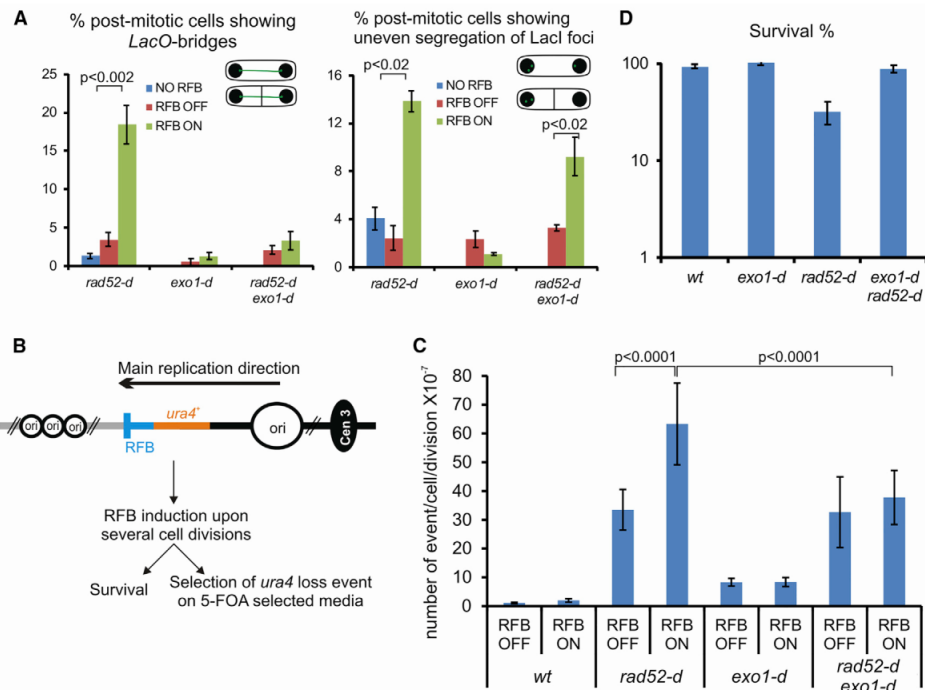 A
% post-mitotic cells showing
LacO-bridges
25
20
15
10
5
0
p<0.002
NO RFB
RFB OFF
RFB ON
rad52-d
exo1-d
rad52-d
exo1-d
% post-mitotic cells showing
uneven segregation of LacI foci
16
12
8
4
0
p<0.02
NO RFB
RFB OFF
RFB ON
p<0.02
rad52-d
exo1-d
rad52-d
exo1-d
D
Survival %
100
10
1
wt
exo1-d
rad52-d
exo1-d
rad52-d
B
Main replication direction
ori
ori
ori
ura4+
RFB
ori
Cen 3
RFB induction upon
several cell divisions
Survival
Selection of ura4 loss event
on 5-FOA selected media
C
number of event/cell/division X10-7
80
70
60
50
40
30
20
10
0
p<0.0001
p<0.0001
RFB
OFF
RFB
ON
RFB
OFF
RFB
ON
RFB
OFF
RFB
ON
RFB
OFF
RFB
ON
wt
rad52-d
exo1-d
rad52-d
exo1-d